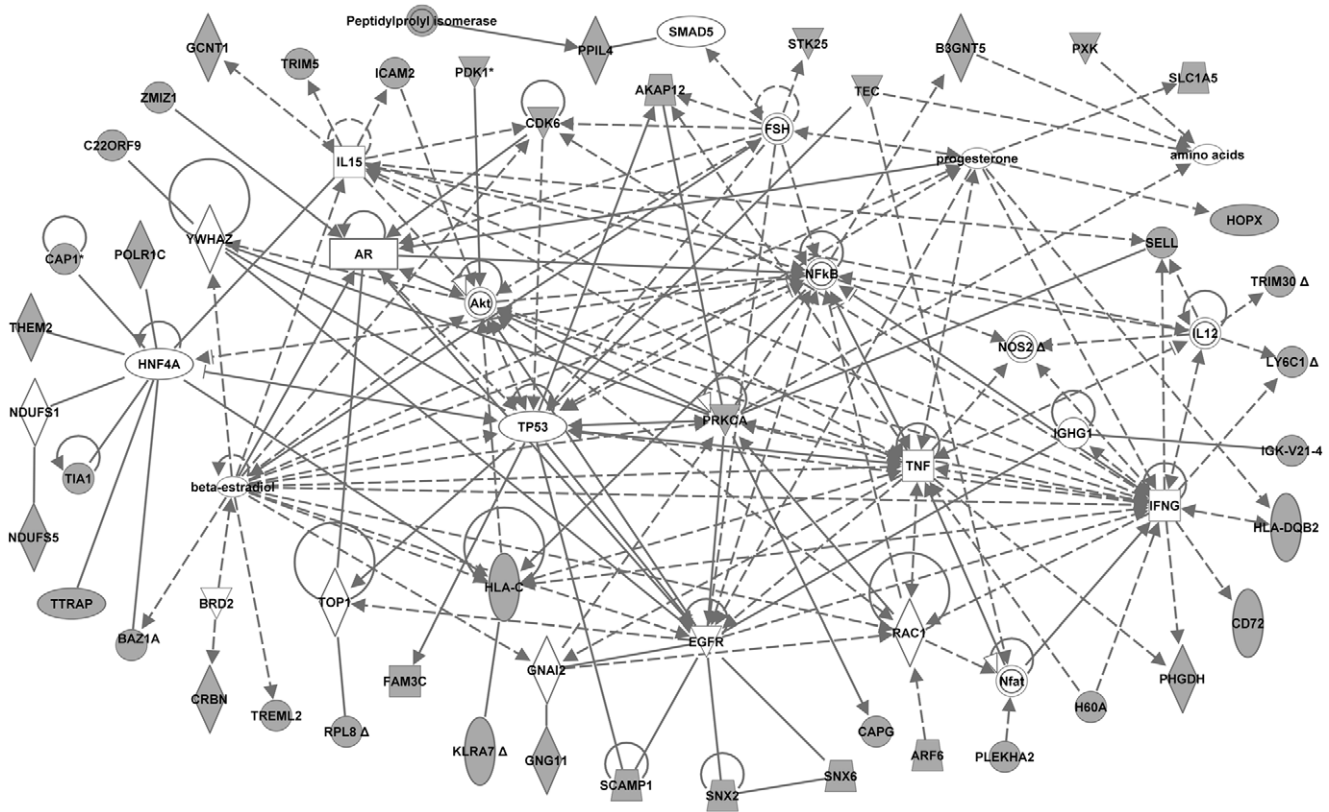 Peptidylprolyl isomerase
SMAD5
GCNT1
PPIL4
STK25
B3GNT5
PXK
TRIM5
ICAM2
PDK1*
SLC1A5
ZMIZ1
AKAP12
TEC
CDK6
FSH
C22ORF9
IL15
progesterone
amino acids
HOPX
YWHAZ
AR
SELL
CAP1*
POLR1C
NFkB
TRIM30 Δ
Akt
THEM2
IL12
NOS2 Δ
LY6C1 Δ
HNF4A
NDUFS1
TP53
PRKCA
IGHG1
IGK-V21-4
TNF
TIA1
beta-estradiol
IFNG
HLA-DQB2
NDUFS5
HLA-C
TTRAP
BRD2
TOP1
CD72
BAZ1A
EGFR
RAC1
GNAI2
FAM3C
Nfat
PHGDH
CRBN
H60A
TREML2
RPL8 Δ
CAPG
KLRA7 Δ
GNG11
ARF6
PLEKHA2
SCAMP1
SNX6
SNX2